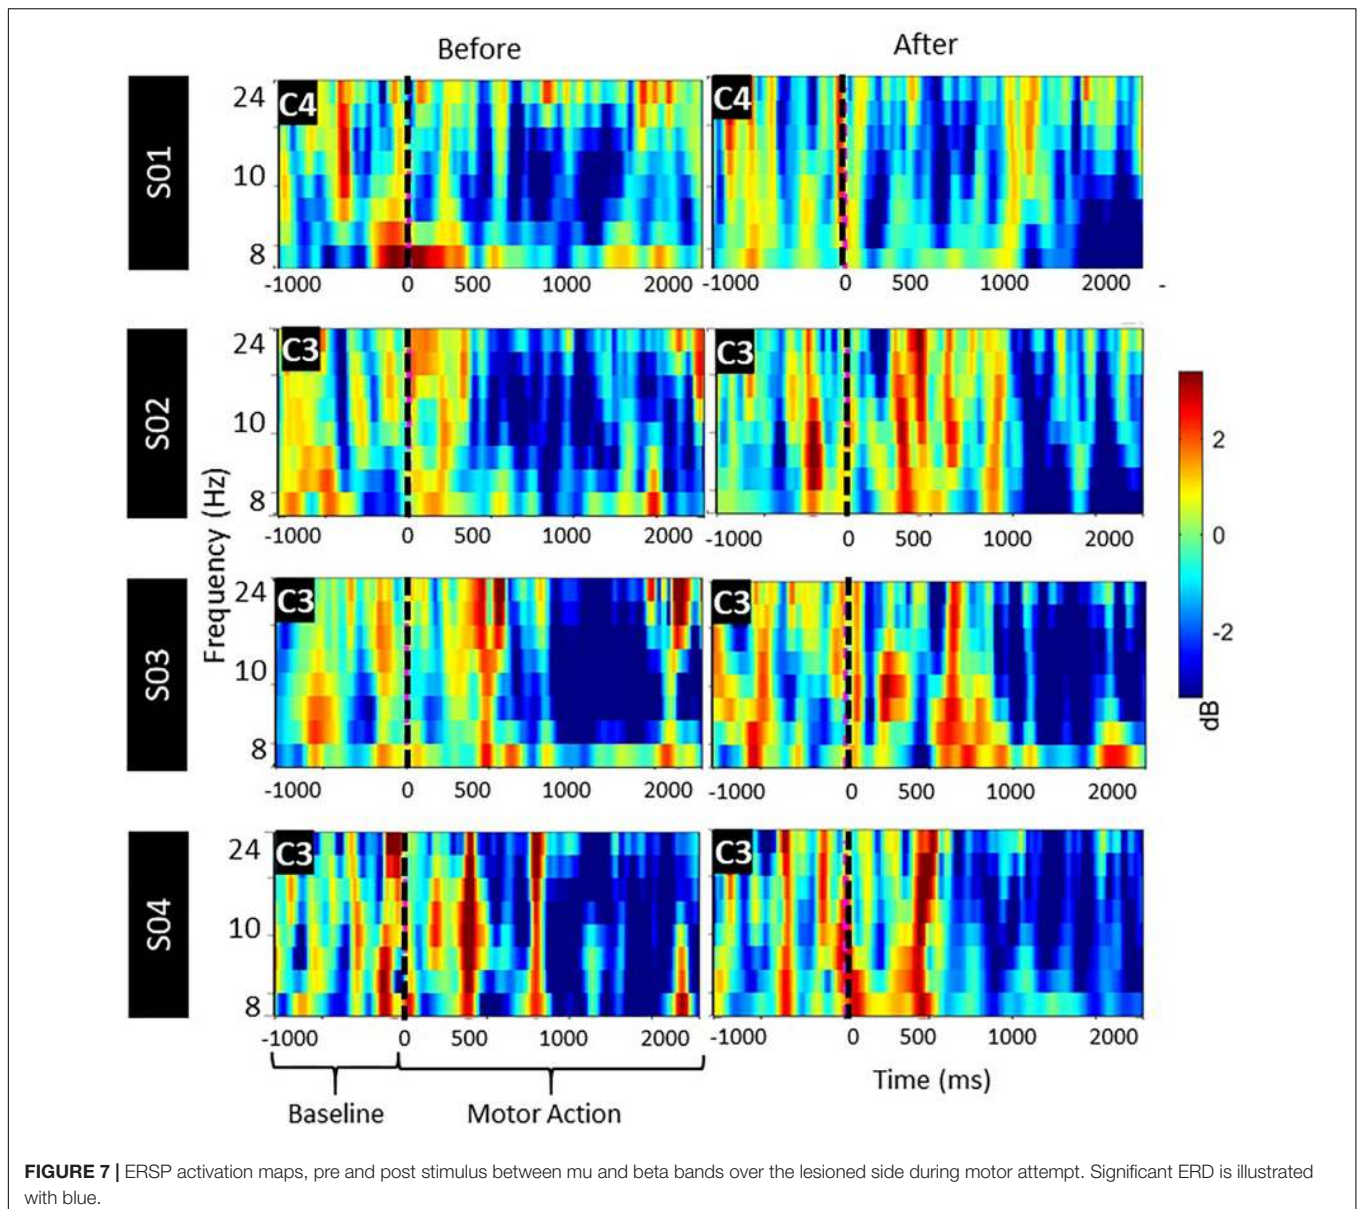 Before After
S01
C4
24
10
8
-1000 0 500 1000 2000
C4
-1000 0 500 1000 2000 -
S02
C3
24
10
8
-1000 0 500 1000 2000
C3
-1000 0 500 1000 2000
Frequency (Hz)
2
0
-2
dB
S03
C3
24
10
8
-1000 0 500 1000 2000
C3
-1000 0 500 1000 2000
S04
C3
24
10
8
-1000 0 500 1000 2000
C3
-1000 0 500 1000 2000
Baseline Motor Action
Time (ms)
FIGURE 7 | ERSP activation maps, pre and post stimulus between mu and beta bands over the lesioned side during motor attempt. Significant ERD is illustrated
with blue.